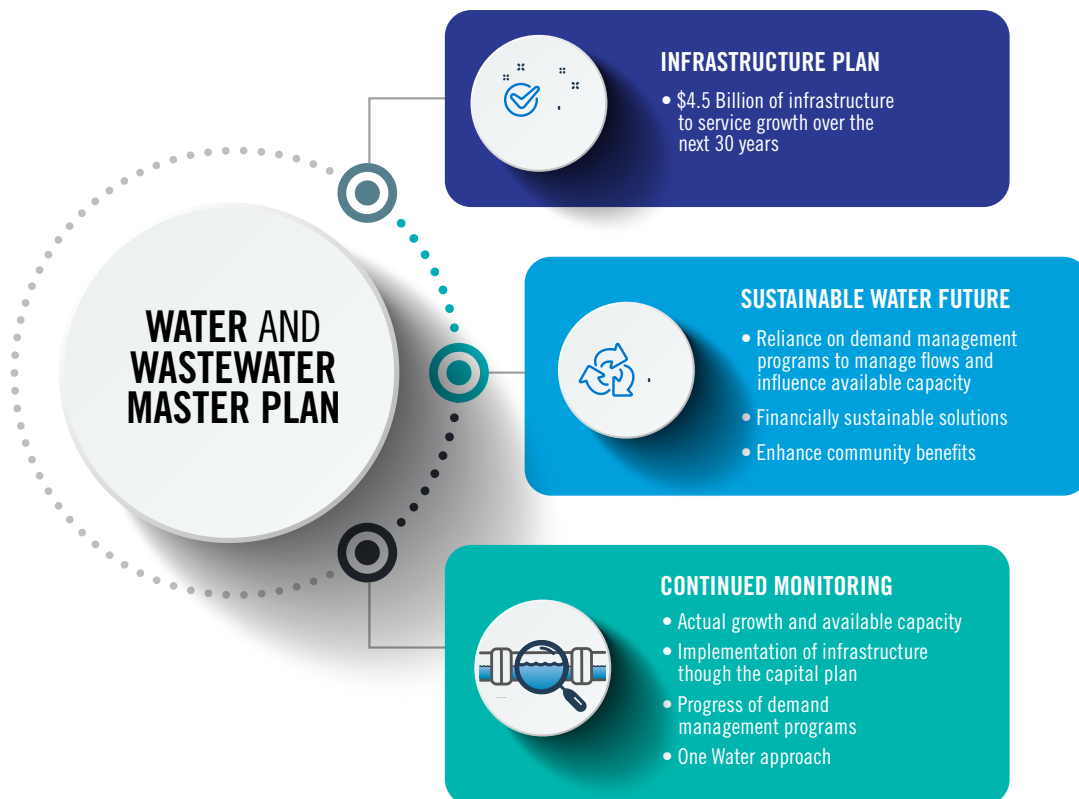 WATER AND
WASTEWATER
MASTER PLAN
INFRASTRUCTURE PLAN
• $4.5 Billion of infrastructure
to service growth over the
next 30 years
SUSTAINABLE WATER FUTURE
• Reliance on demand management
programs to manage flows and
influence available capacity
• Financially sustainable solutions
• Enhance community benefits
CONTINUED MONITORING
• Actual growth and available capacity
• Implementation of infrastructure
though the capital plan
• Progress of demand
management programs
• One Water approach